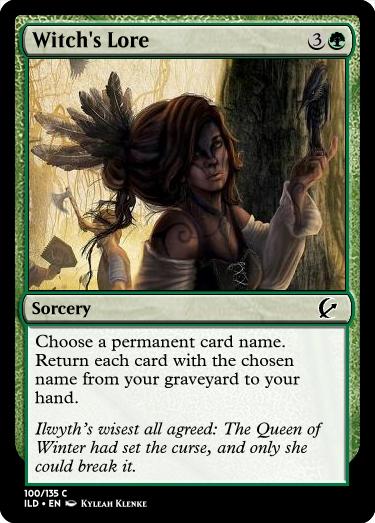 Witch's Lore 3
Sorcery
Choose a permanent card name.
Return each card with the chosen
name from your graveyard to your
hand.
Ilwyth's wisest all agreed: The Queen of
Winter had set the curse, and only she
could break it.
100/135 C
ILD • EN Kyleah Klenke